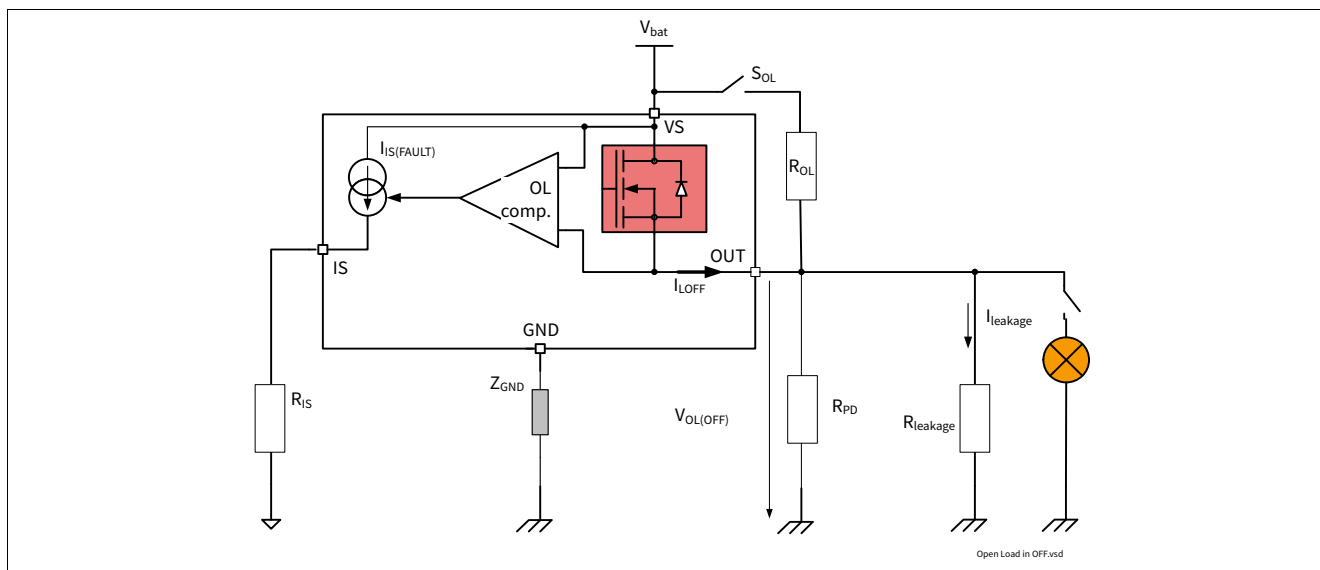 Vbat
SOL
VS
IIS(FAULT)
ROL
OL
comp.
OUT
IS
ILOFF
GND
Ileakage
ZGND
RIS
VOL(OFF)
RPD
Rleakage
Open Load in OFF.vsd